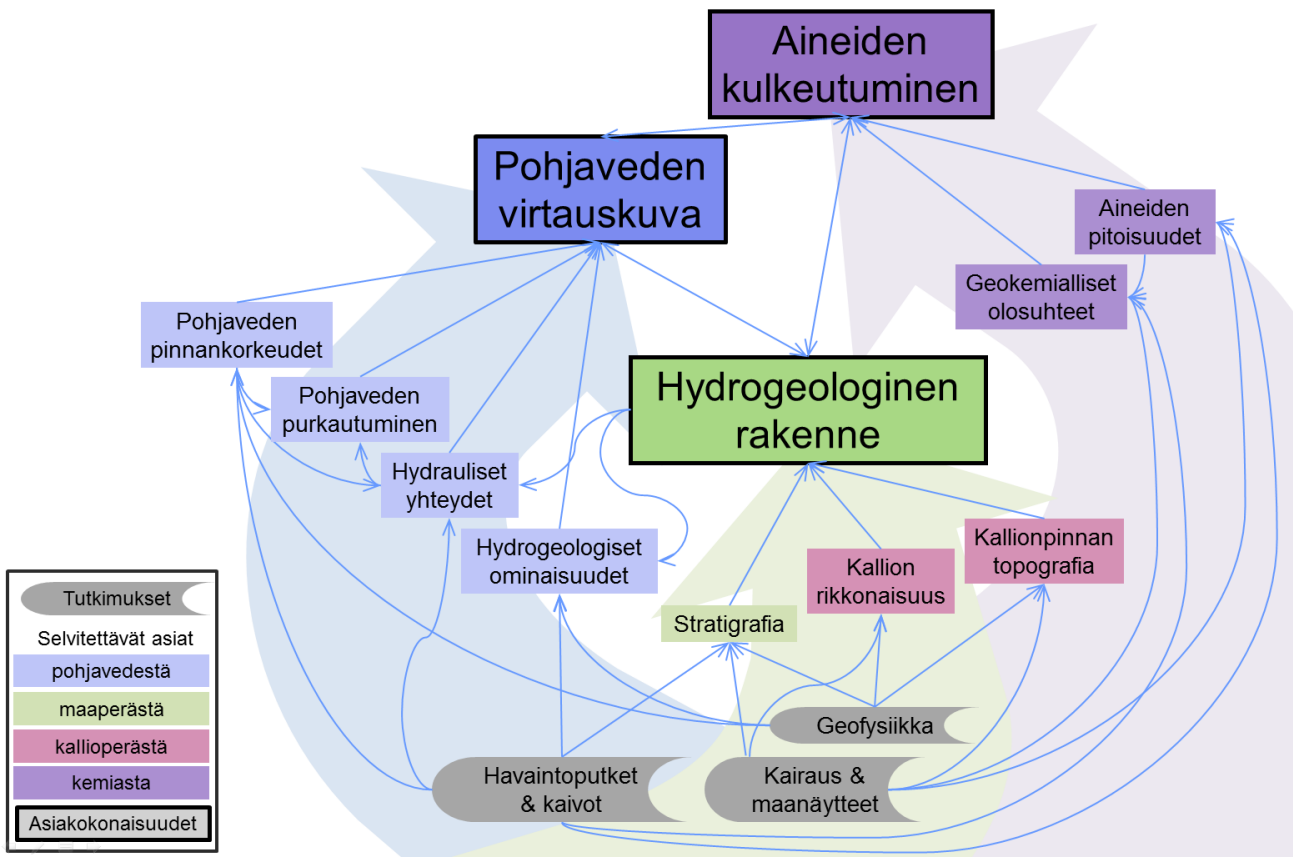 Aineiden
kulkeutuminen
Pohjaveden
virtauskuva
Aineiden
pitoisuudet
Geokemialliset
olosuhteet
Pohjaveden
pinnankorkeudet
Pohjaveden
purkautuminen
Hydrogeologinen
rakenne
Hydrauliset
yhteydet
Hydrogeologiset
ominaisuudet
Kallion
rikkonaisuus
Kallionpinnan
topografia
Stratigrafia
Geofysiikka
Havaintoputket
& kaivot
Kairaus &
maanäytteet
Tutkimukset
Selvitettävät asiat
pohjavedestä
maaperästä
kallioperästä
kemiasta
Asiakokonaisuudet